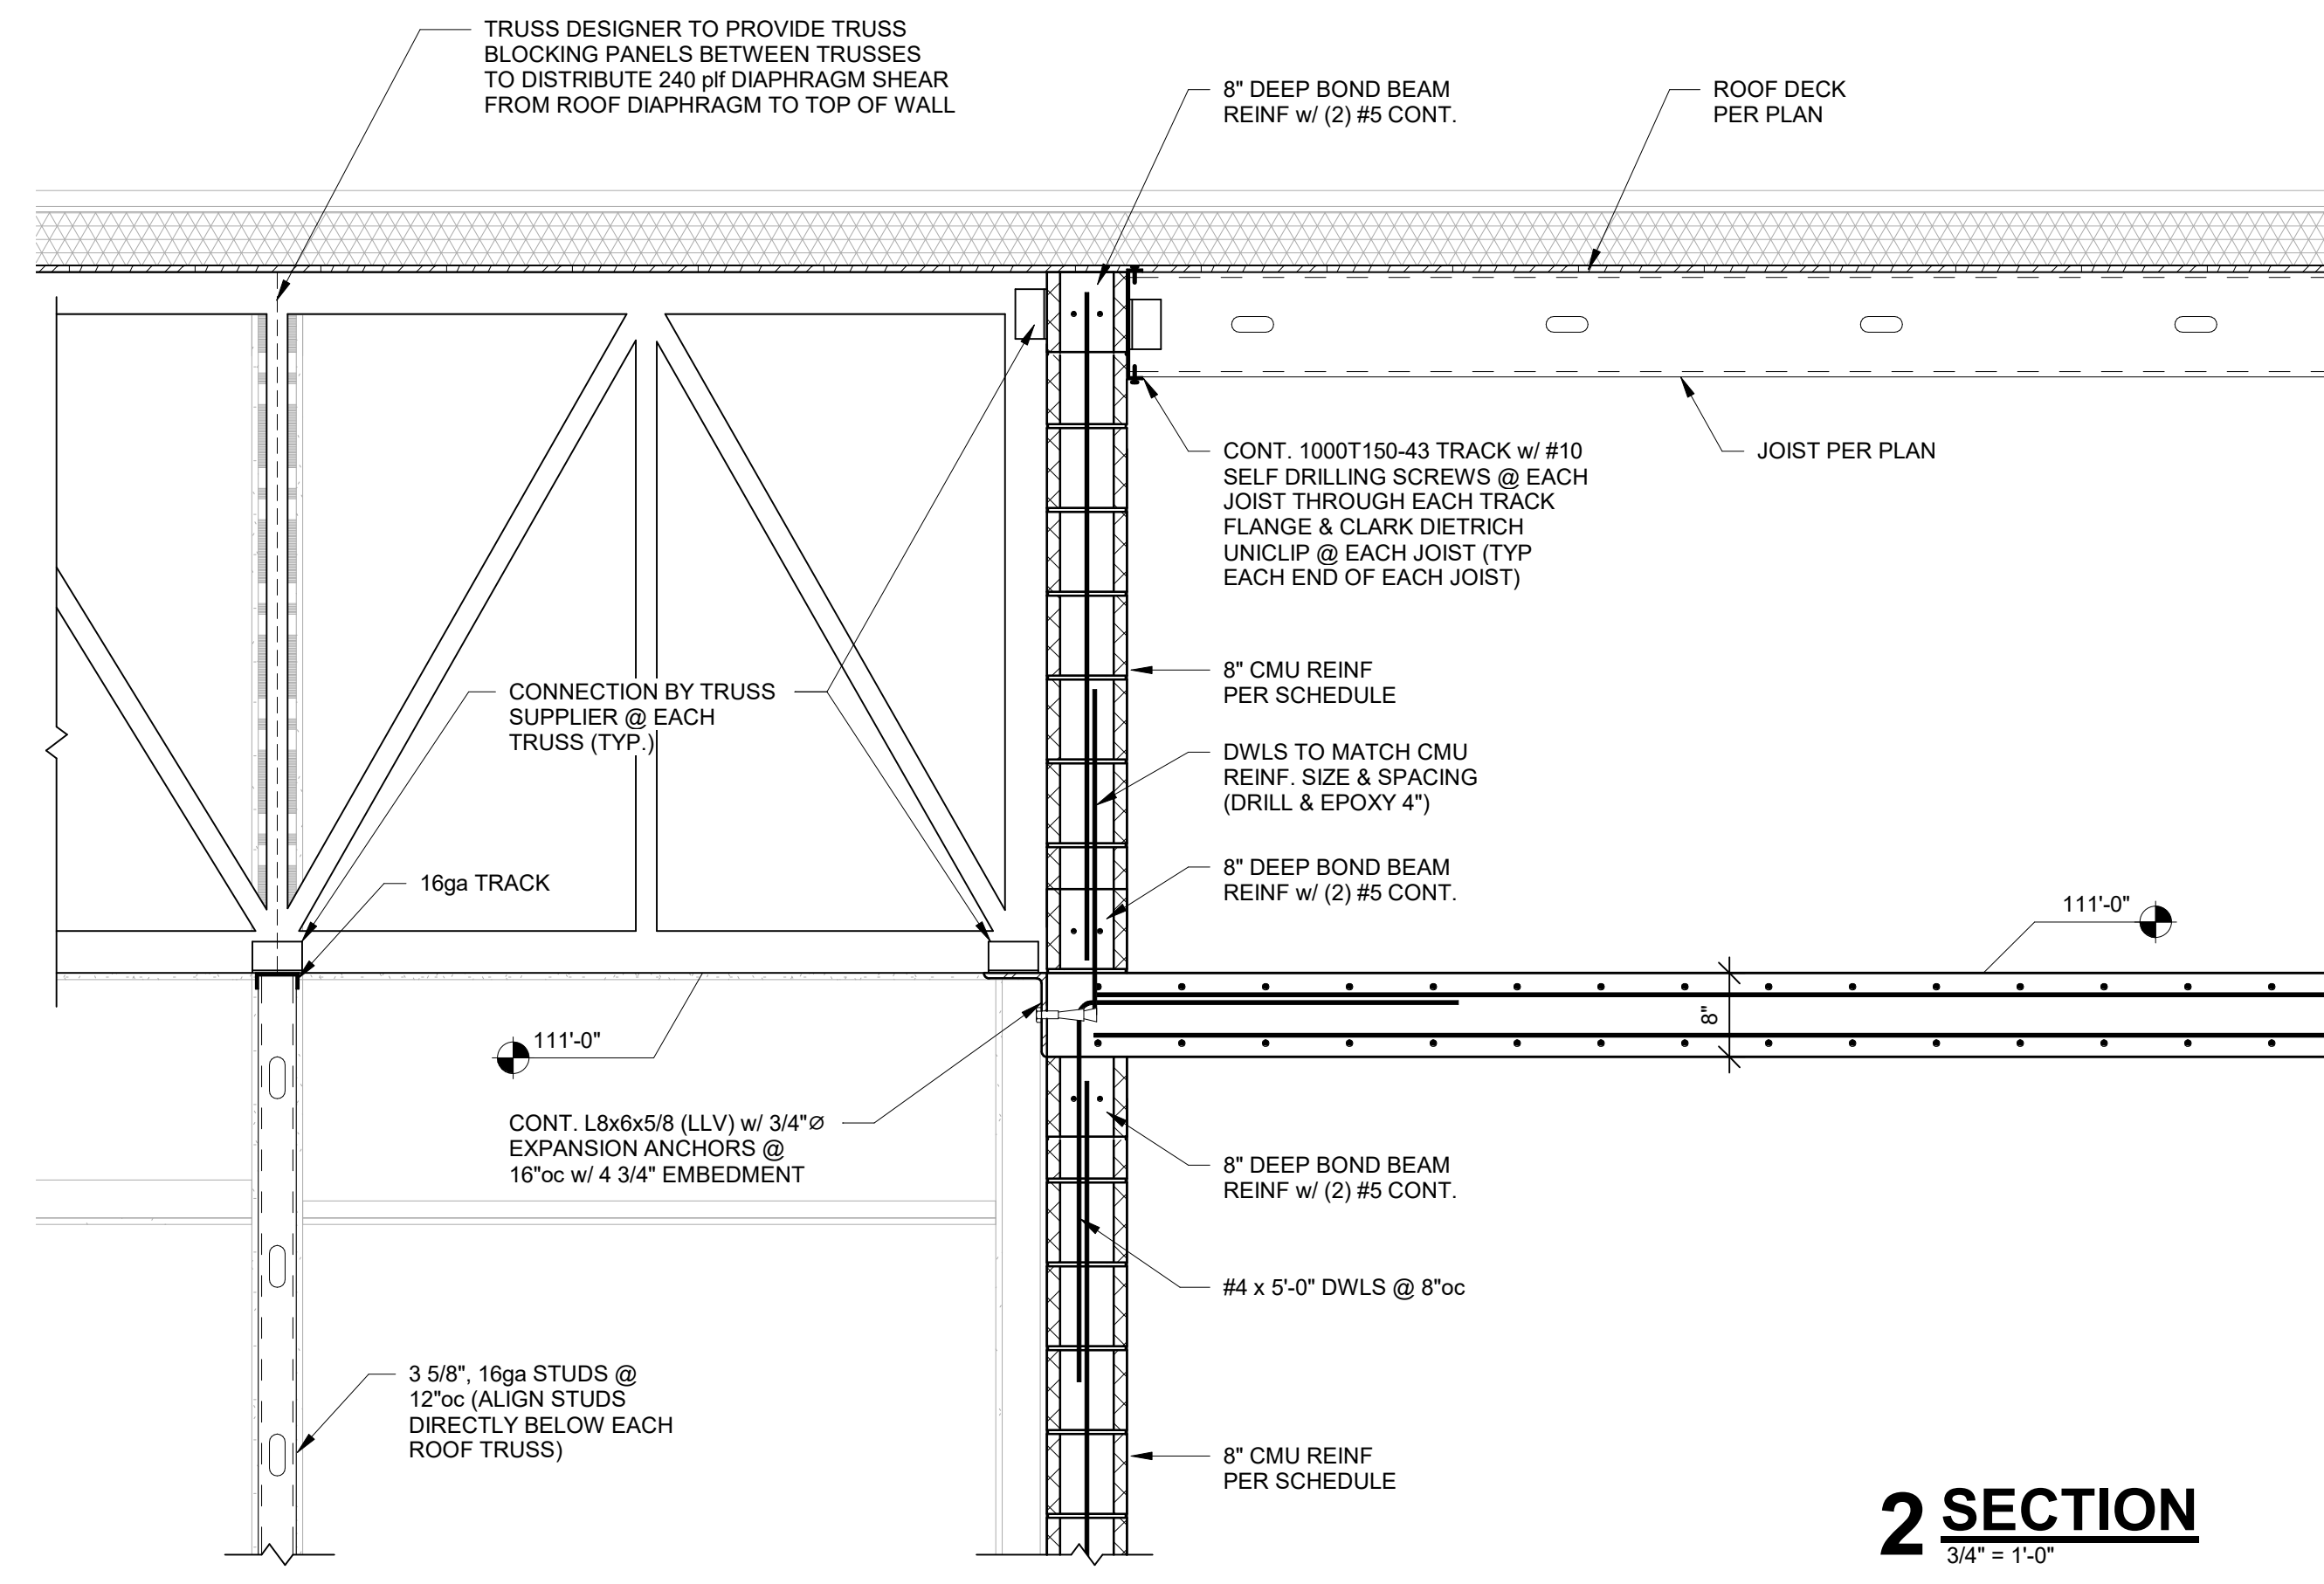 TRUSS DESIGNER TO PROVIDE TRUSS
BLOCKING PANELS BETWEEN TRUSSES
TO DISTRIBUTE 240 plf DIAPHRAGM SHEAR
FROM ROOF DIAPHRAGM TO TOP OF WALL
8" DEEP BOND BEAM
REINF w/ (2) #5 CONT.
ROOF DECK
PER PLAN
CONT. 1000T150-43 TRACK w/ #10
SELF DRILLING SCREWS @ EACH
JOIST THROUGH EACH TRACK
FLANGE & CLARK DIETRICH
UNICLIP @ EACH JOIST (TYP
EACH END OF EACH JOIST)
JOIST PER PLAN
CONNECTION BY TRUSS
SUPPLIER @ EACH
TRUSS (TYP.)
8" CMU REINF
PER SCHEDULE
DWLS TO MATCH CMU
REINF. SIZE & SPACING
(DRILL & EPOXY 4")
16ga TRACK
8" DEEP BOND BEAM
REINF w/ (2) #5 CONT.
111'-0"
8"
111'-0"
CONT. L8x6x5/8 (LLV) w/ 3/4"∅
EXPANSION ANCHORS @
16"oc w/ 4 3/4" EMBEDMENT
8" DEEP BOND BEAM
REINF w/ (2) #5 CONT.
#4 x 5'-0" DWLS @ 8"oc
3 5/8", 16ga STUDS @
12"oc (ALIGN STUDS
DIRECTLY BELOW EACH
ROOF TRUSS)
8" CMU REINF
PER SCHEDULE
2 SECTION
3/4" = 1'-0"